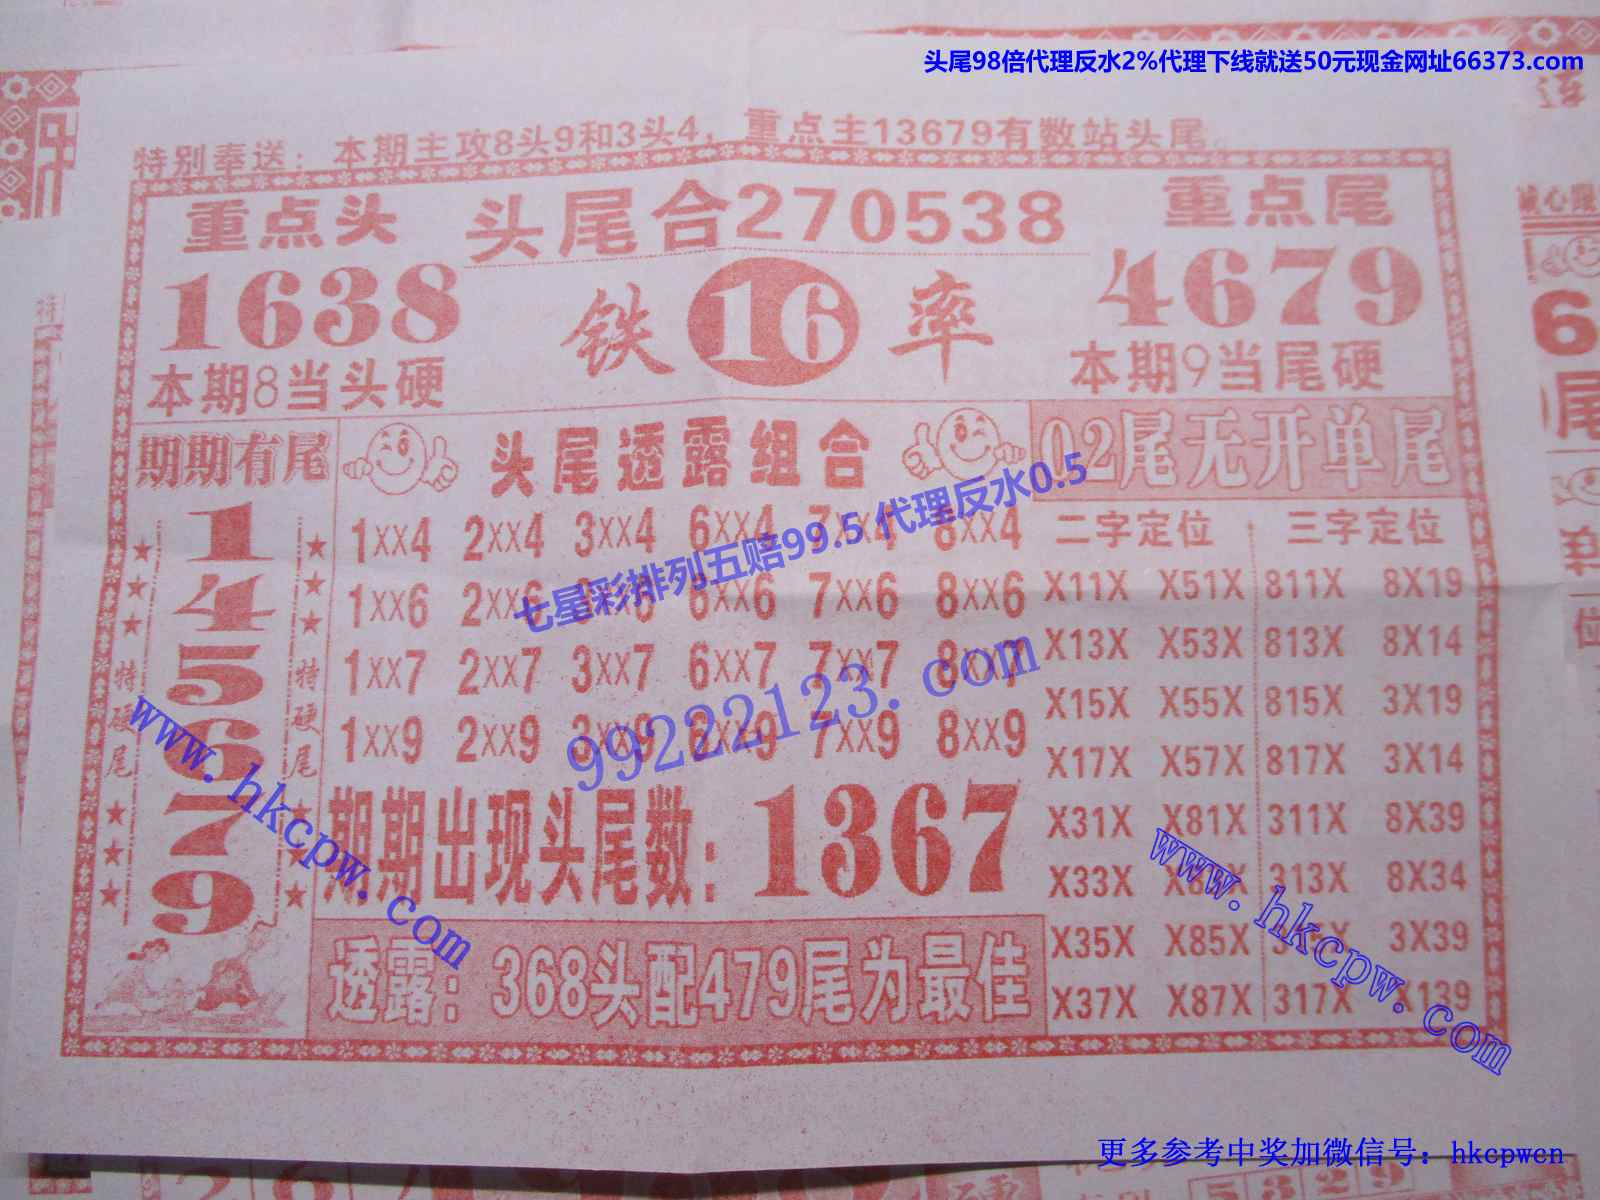 头尾98倍代理反水2%代理下线就送50元现金网址66373.com
特别奉送：本期主攻8头9和3头4，重点主13679有数站头尾。
重点头
头尾合270538
重点尾
1638
铁16率
4679
本期8当头硬
本期9当尾硬
期期有尾
头尾透露组合
02尾无开单尾
七星彩排列五赔99.5 代理反水0.5
1 4 5 6 7 9
特硬尾
特硬尾
1XX4 2XX4 3XX4 6XX4 7XX4 8XX4
1XX6 2XX6 6XX6 7XX6 8XX6
1XX7 2XX7 3XX7 6XX7 7XX7 8XX7
1XX9 2XX9 3XX9 6XX9 7XX9 8XX9
99222123. com
二字定位 三字定位
X11X X51X 811X 8X19
X13X X53X 813X 8X14
X15X X55X 815X 3X19
X17X X57X 817X 3X14
X31X X81X 311X 8X39
X33X 313X 8X34
X35X X85X 3X39
X37X X87X 317X X139
期期出现头尾数：1367
透露：368头配479尾为最佳
www. hkcpw. com
www. hkcpw. com
更多参考中奖加微信号：hkcpwcn